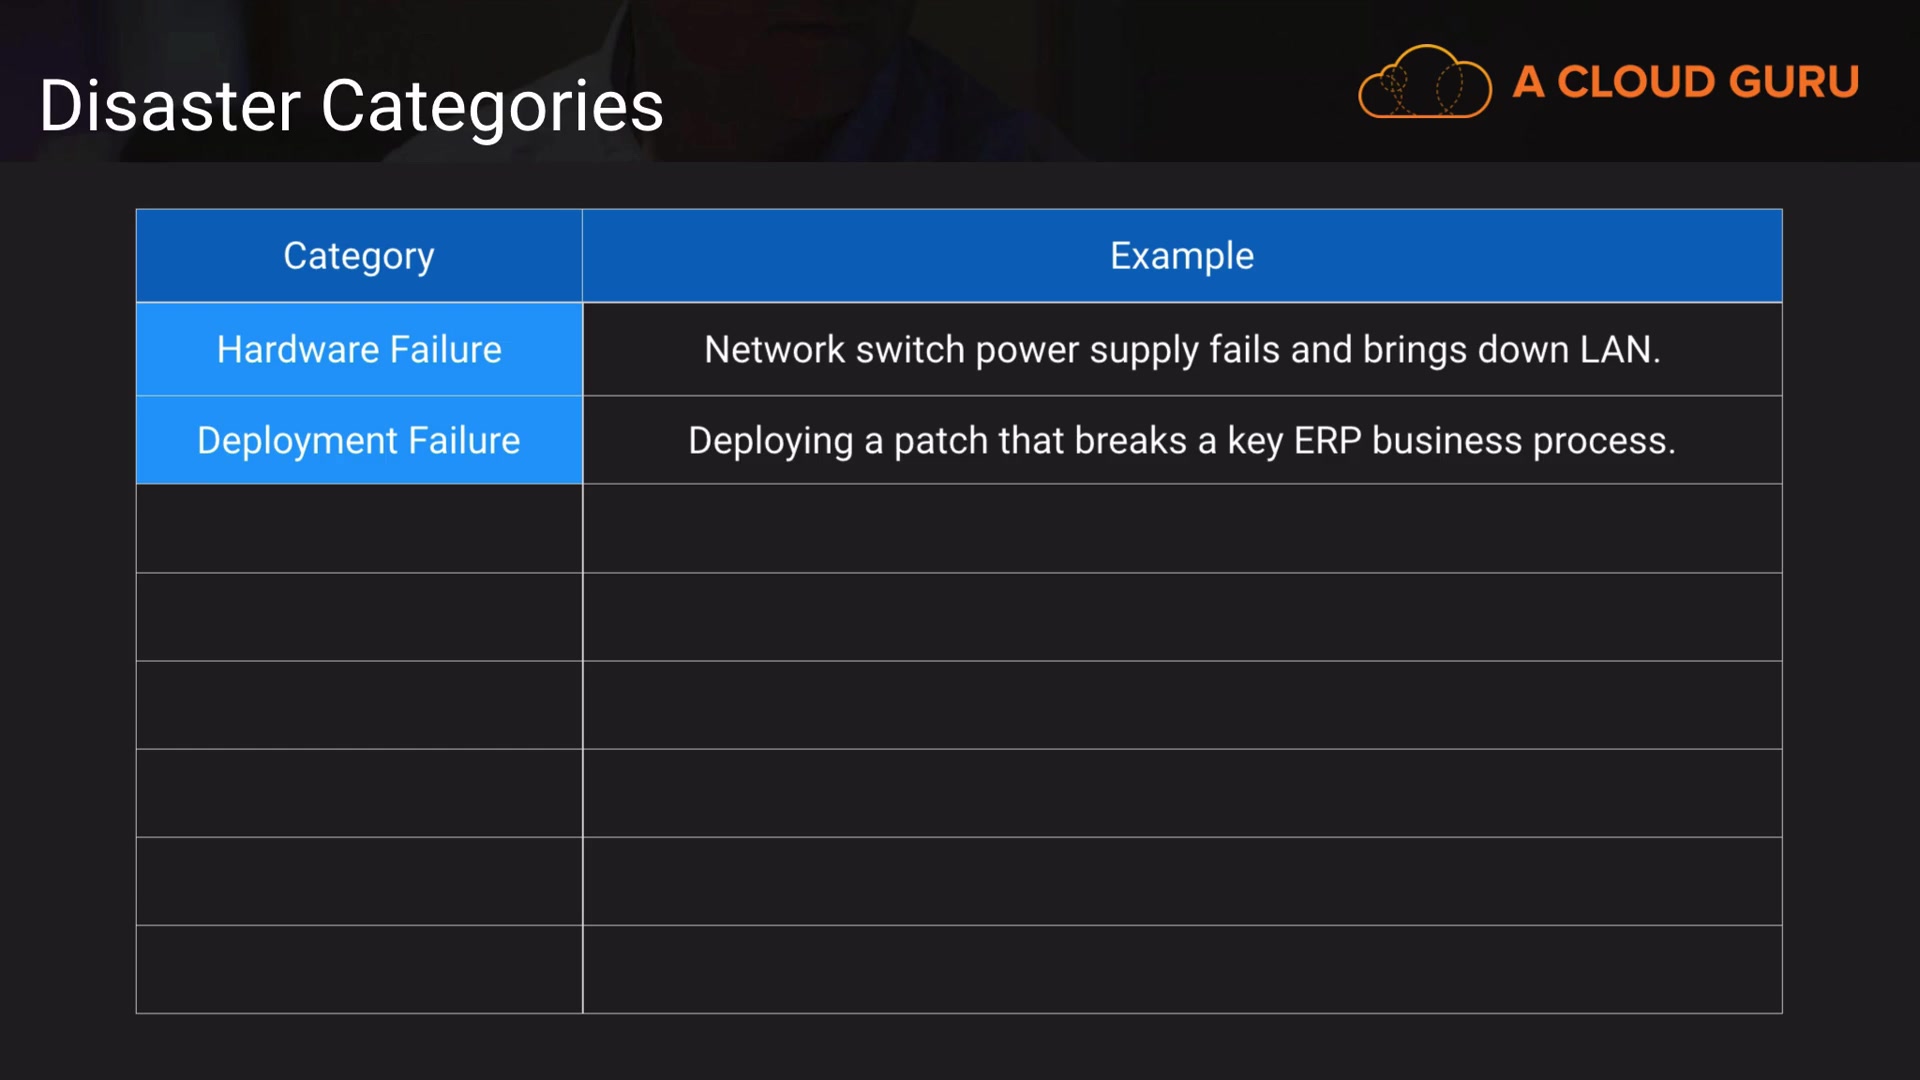 Disaster Categories
A CLOUD GURU
Category
Example
Hardware Failure
Network switch power supply fails and brings down LAN.
Deployment Failure
Deploying a patch that breaks a key ERP business process.